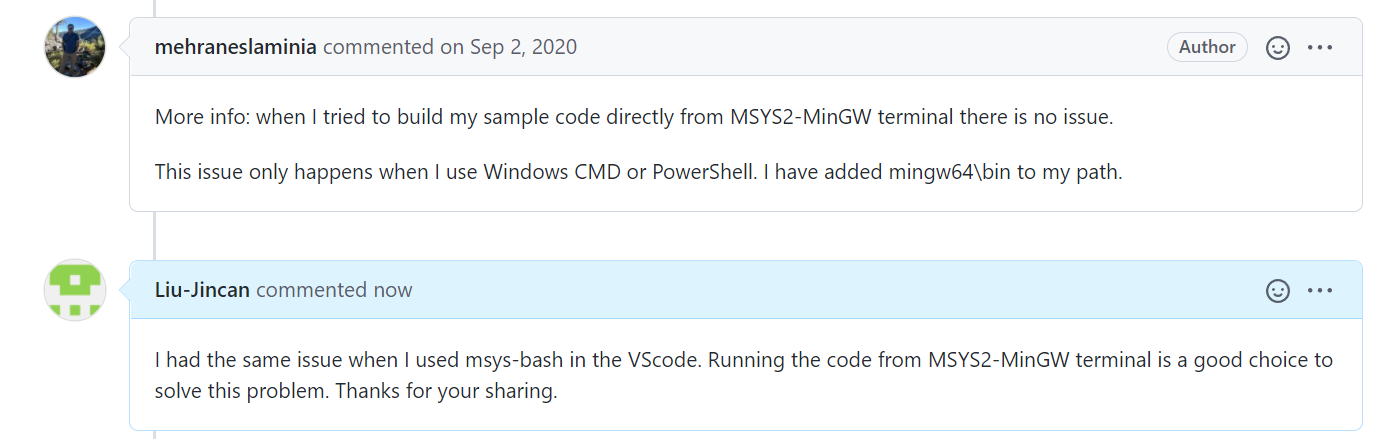 mehraneslaminia commented on Sep 2, 2020 Author
More info: when I tried to build my sample code directly from MSYS2-MinGW terminal there is no issue.
This issue only happens when I use Windows CMD or PowerShell. I have added mingw64\bin to my path.
Liu-Jincan commented now
I had the same issue when I used msys-bash in the VScode. Running the code from MSYS2-MinGW terminal is a good choice to
solve this problem. Thanks for your sharing.